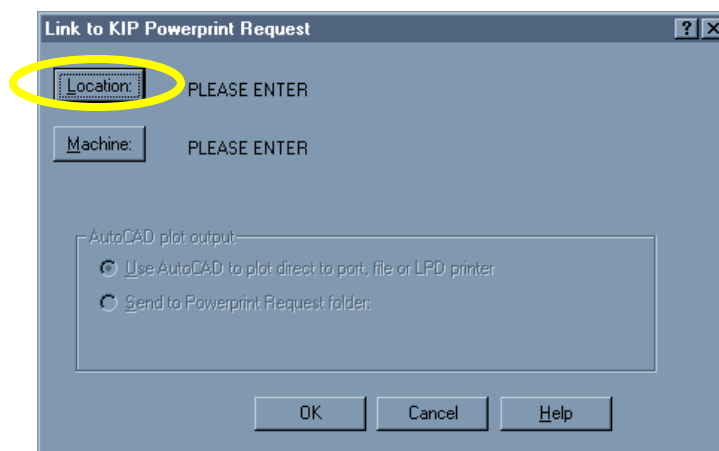 Link to KIP Powerprint Request
Location: PLEASE ENTER
Machine: PLEASE ENTER
AutoCAD plot output
Use AutoCAD to plot direct to port, file or LPD printer
Send to Powerprint Request folder:
OK Cancel Help